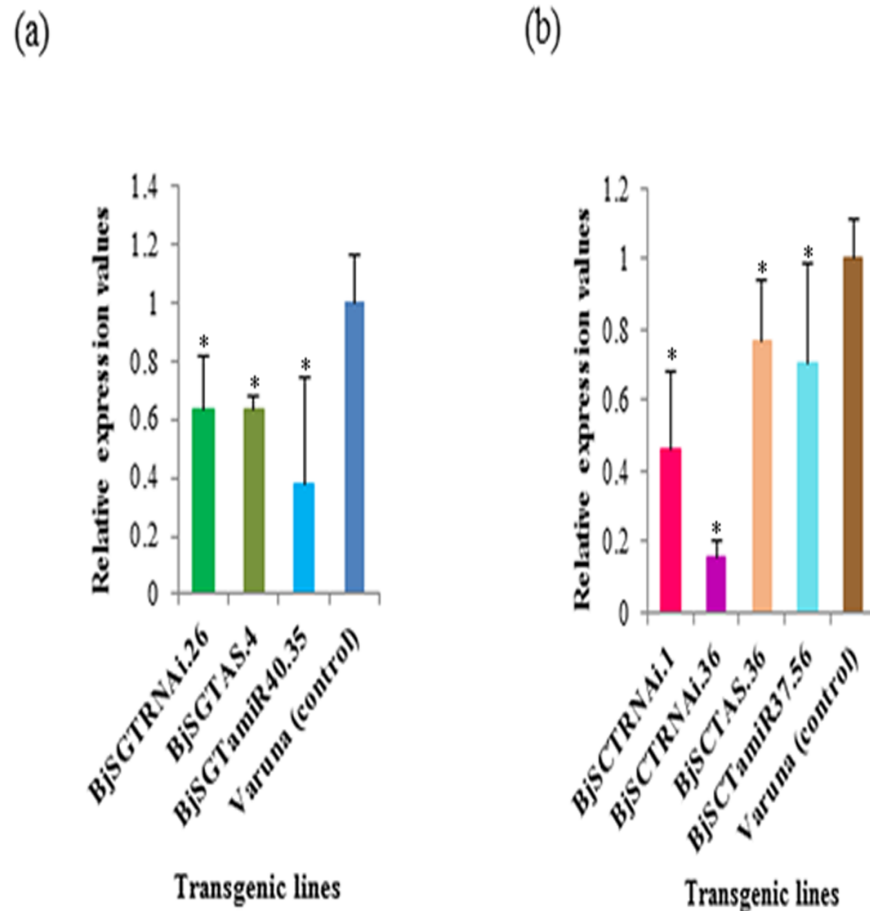 (a)
Relative expression values
1.4
1.2
1
0.8
0.6
0.4
0.2
0
*
*
*
BjSGTRNAi.26
BjSGTAS.4
BjSGTamiR40.35
Varuna (control)
Transgenic lines
(b)
Relative expression values
1.2
1
0.8
0.6
0.4
0.2
0
*
*
*
*
BjSCTRNAi.1
BjSCTRNAi.36
BjSCTAS.36
BjSCTamiR37.56
Varuna (control)
Transgenic lines